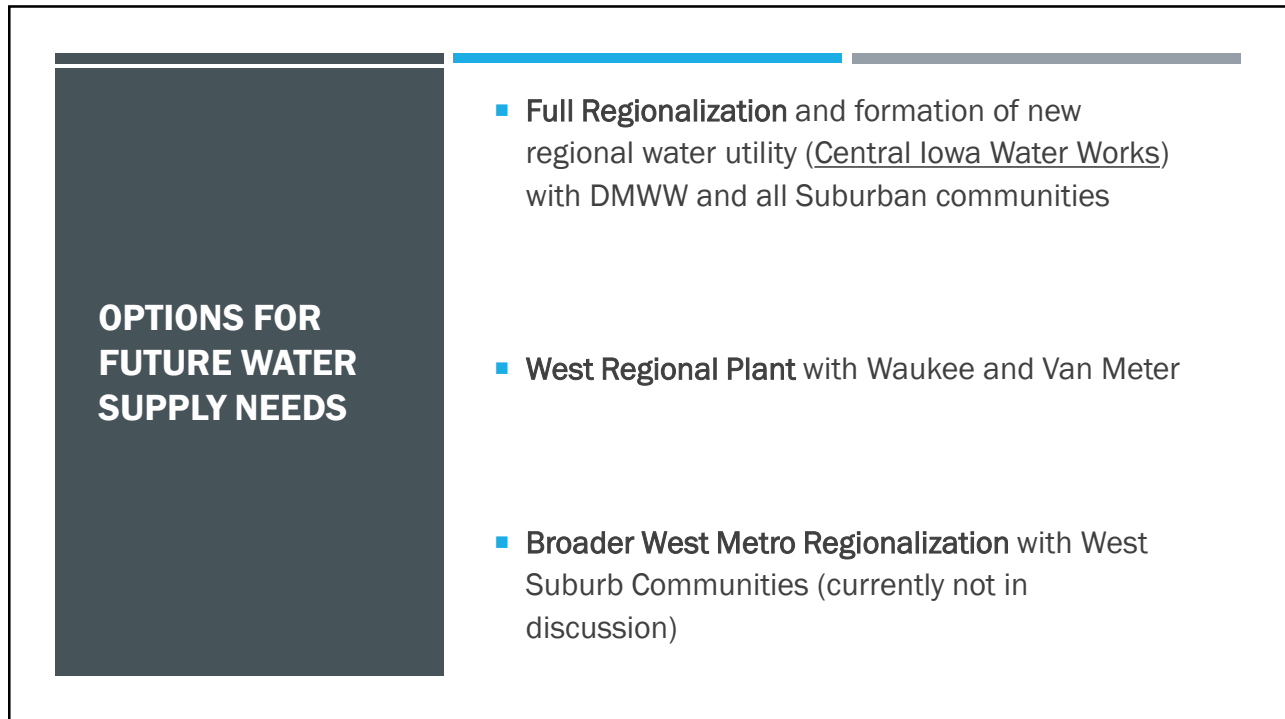 OPTIONS FOR
FUTURE WATER
SUPPLY NEEDS
Full Regionalization and formation of new
regional water utility (Central Iowa Water Works)
with DMWW and all Suburban communities
West Regional Plant with Waukee and Van Meter
Broader West Metro Regionalization with West
Suburb Communities (currently not in
discussion)